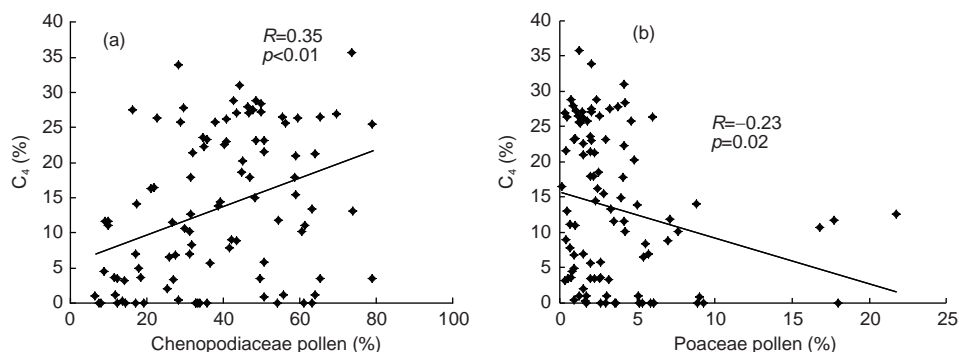 (a)
R=0.35
p<0.01
C₄ (%)
40
35
30
25
20
15
10
5
0
0 20 40 60 80 100
Chenopodiaceae pollen (%)
(b)
R=−0.23
p=0.02
C₄ (%)
40
35
30
25
20
15
10
5
0
0 5 10 15 20 25
Poaceae pollen (%)